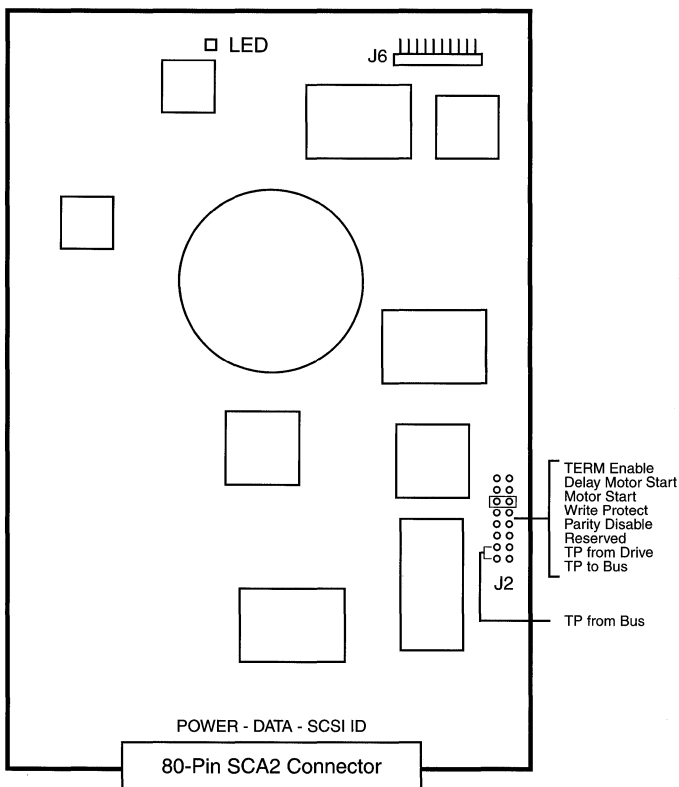 LED
J6
TERM Enable
Delay Motor Start
Motor Start
Write Protect
Parity Disable
Reserved
TP from Drive
TP to Bus
J2
TP from Bus
POWER - DATA - SCSI ID
80-Pin SCA2 Connector